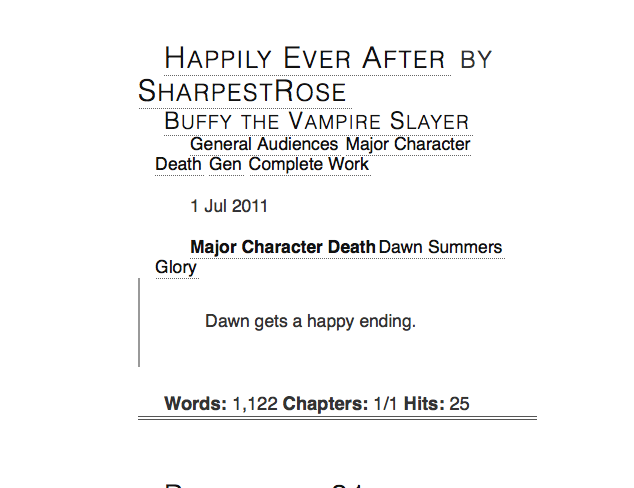 Happily Ever After by
SharpestRose
Buffy the Vampire Slayer
General Audiences Major Character
Death Gen Complete Work
1 Jul 2011
Major Character Death Dawn Summers
Glory
Dawn gets a happy ending.
Words: 1,122 Chapters: 1/1 Hits: 25